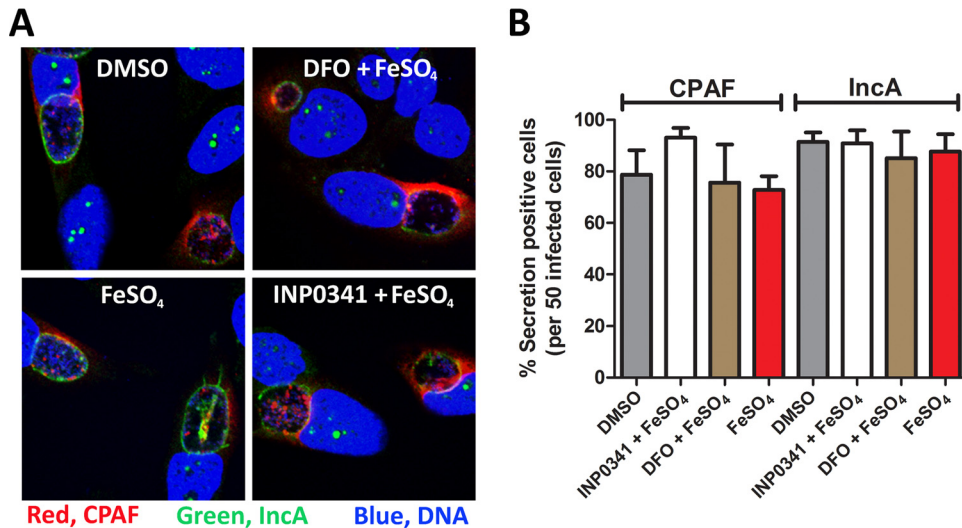 A
DMSO
DFO + FeSO₄
FeSO₄
INP0341 + FeSO₄
Red, CPAF Green, IncA Blue, DNA
B
CPAF IncA
% Secretion positive cells
(per 50 infected cells)
100
80
60
40
20
0
DMSO
INP0341 + FeSO₄
DFO + FeSO₄
FeSO₄
DMSO
INP0341 + FeSO₄
DFO + FeSO₄
FeSO₄